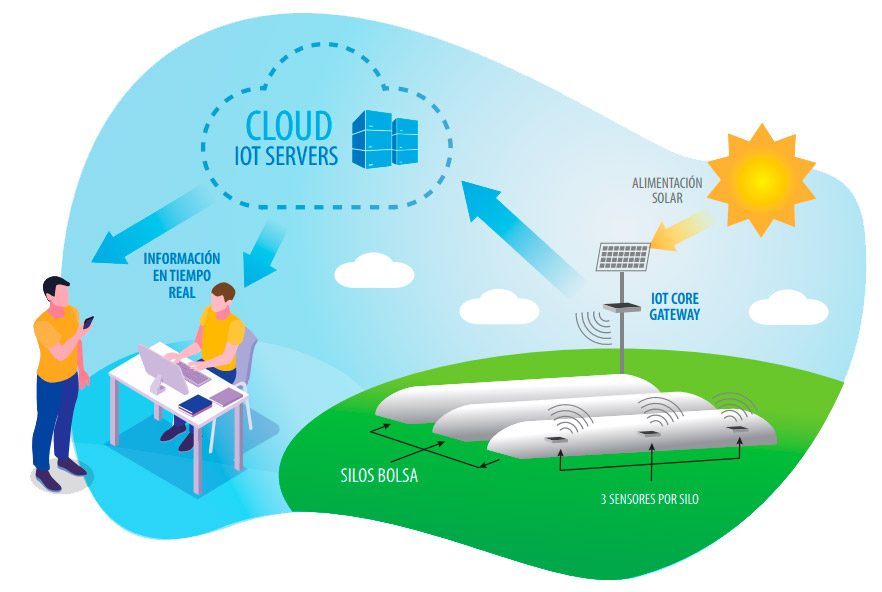 CLOUD
IOT SERVERS
ALIMENTACIÓN
SOLAR
INFORMACIÓN
EN TIEMPO
REAL
IOT CORE
GATEWAY
SILOS BOLSA
3 SENSORES POR SILO